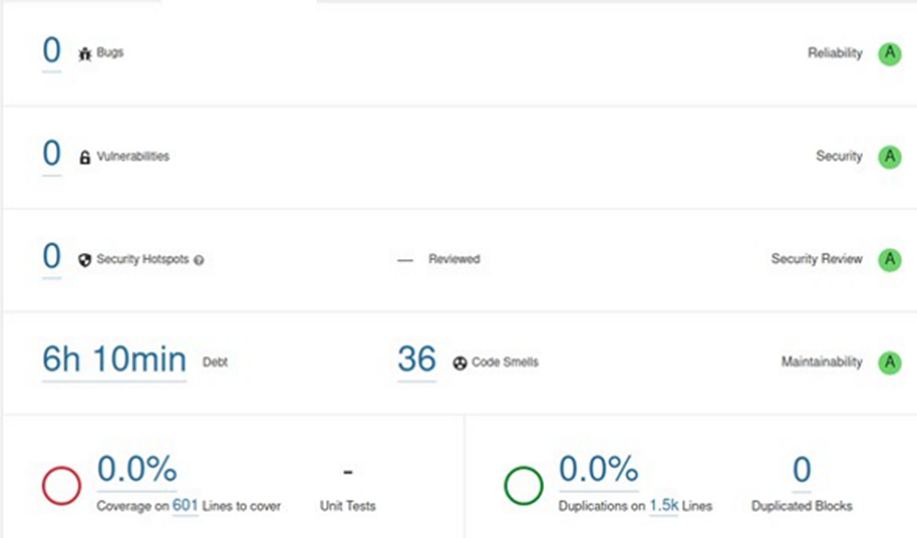 0 Bugs Reliability A
0 Vulnerabilities Security A
0 Security Hotspots ? — Reviewed Security Review A
6h 10min Debt 36 Code Smells Maintainability A
0.0% - 0.0% 0
Coverage on 601 Lines to cover Unit Tests Duplications on 1.5k Lines Duplicated Blocks